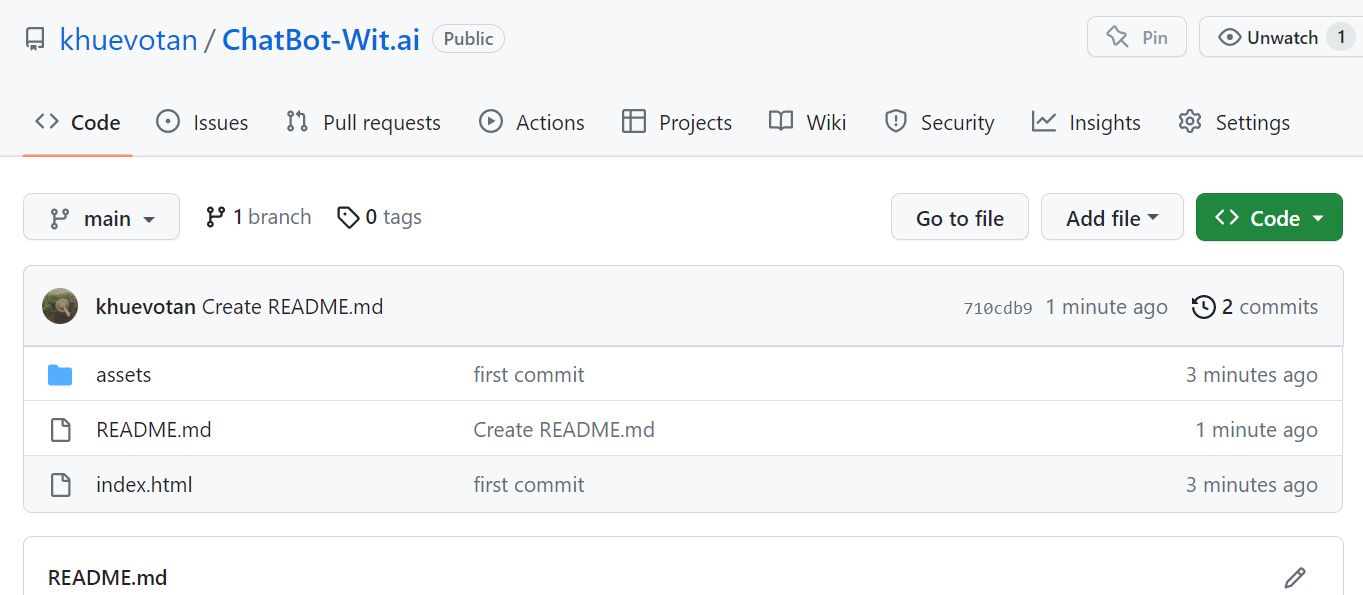 khuevotan / ChatBot-Wit.ai Public Pin Unwatch 1
<> Code Issues Pull requests Actions Projects Wiki Security Insights Settings
main 1 branch 0 tags Go to file Add file <> Code
khuevotan Create README.md 710cdb9 1 minute ago 2 commits
assets first commit 3 minutes ago
README.md Create README.md 1 minute ago
index.html first commit 3 minutes ago
README.md